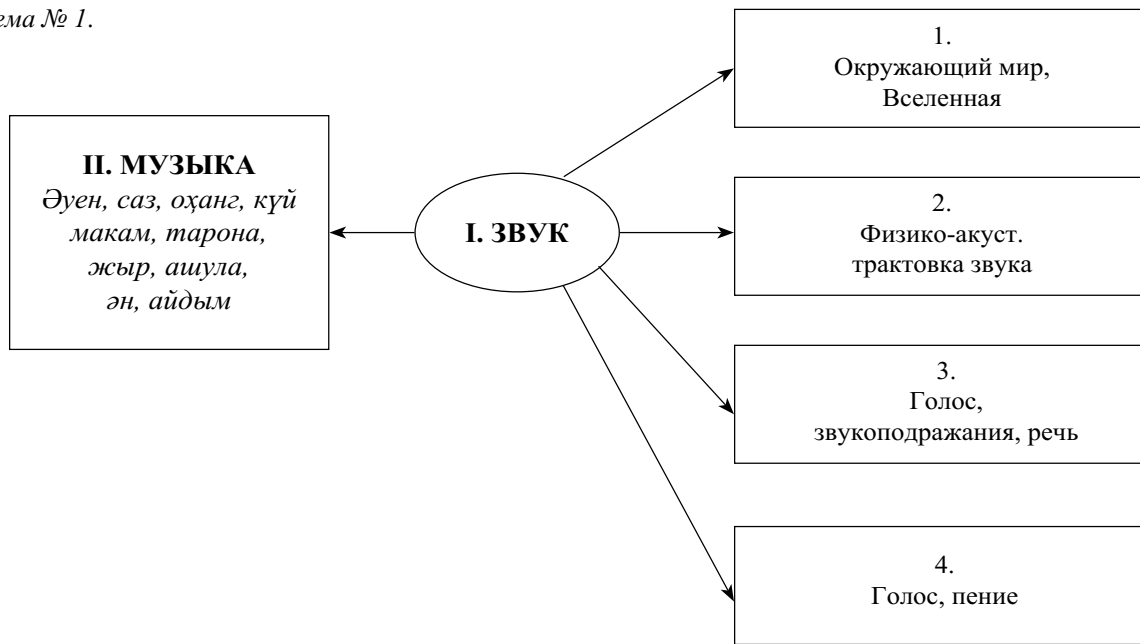 № 1.
II. МУЗЫКА
Әуен, саз, оҳанг, күй
макам, тарона,
жыр, ашула,
ән, айдым
I. ЗВУК
1.
Окружающий мир,
Вселенная
2.
Физико-акуст.
трактовка звука
3.
Голос,
звукоподражания, речь
4.
Голос, пение